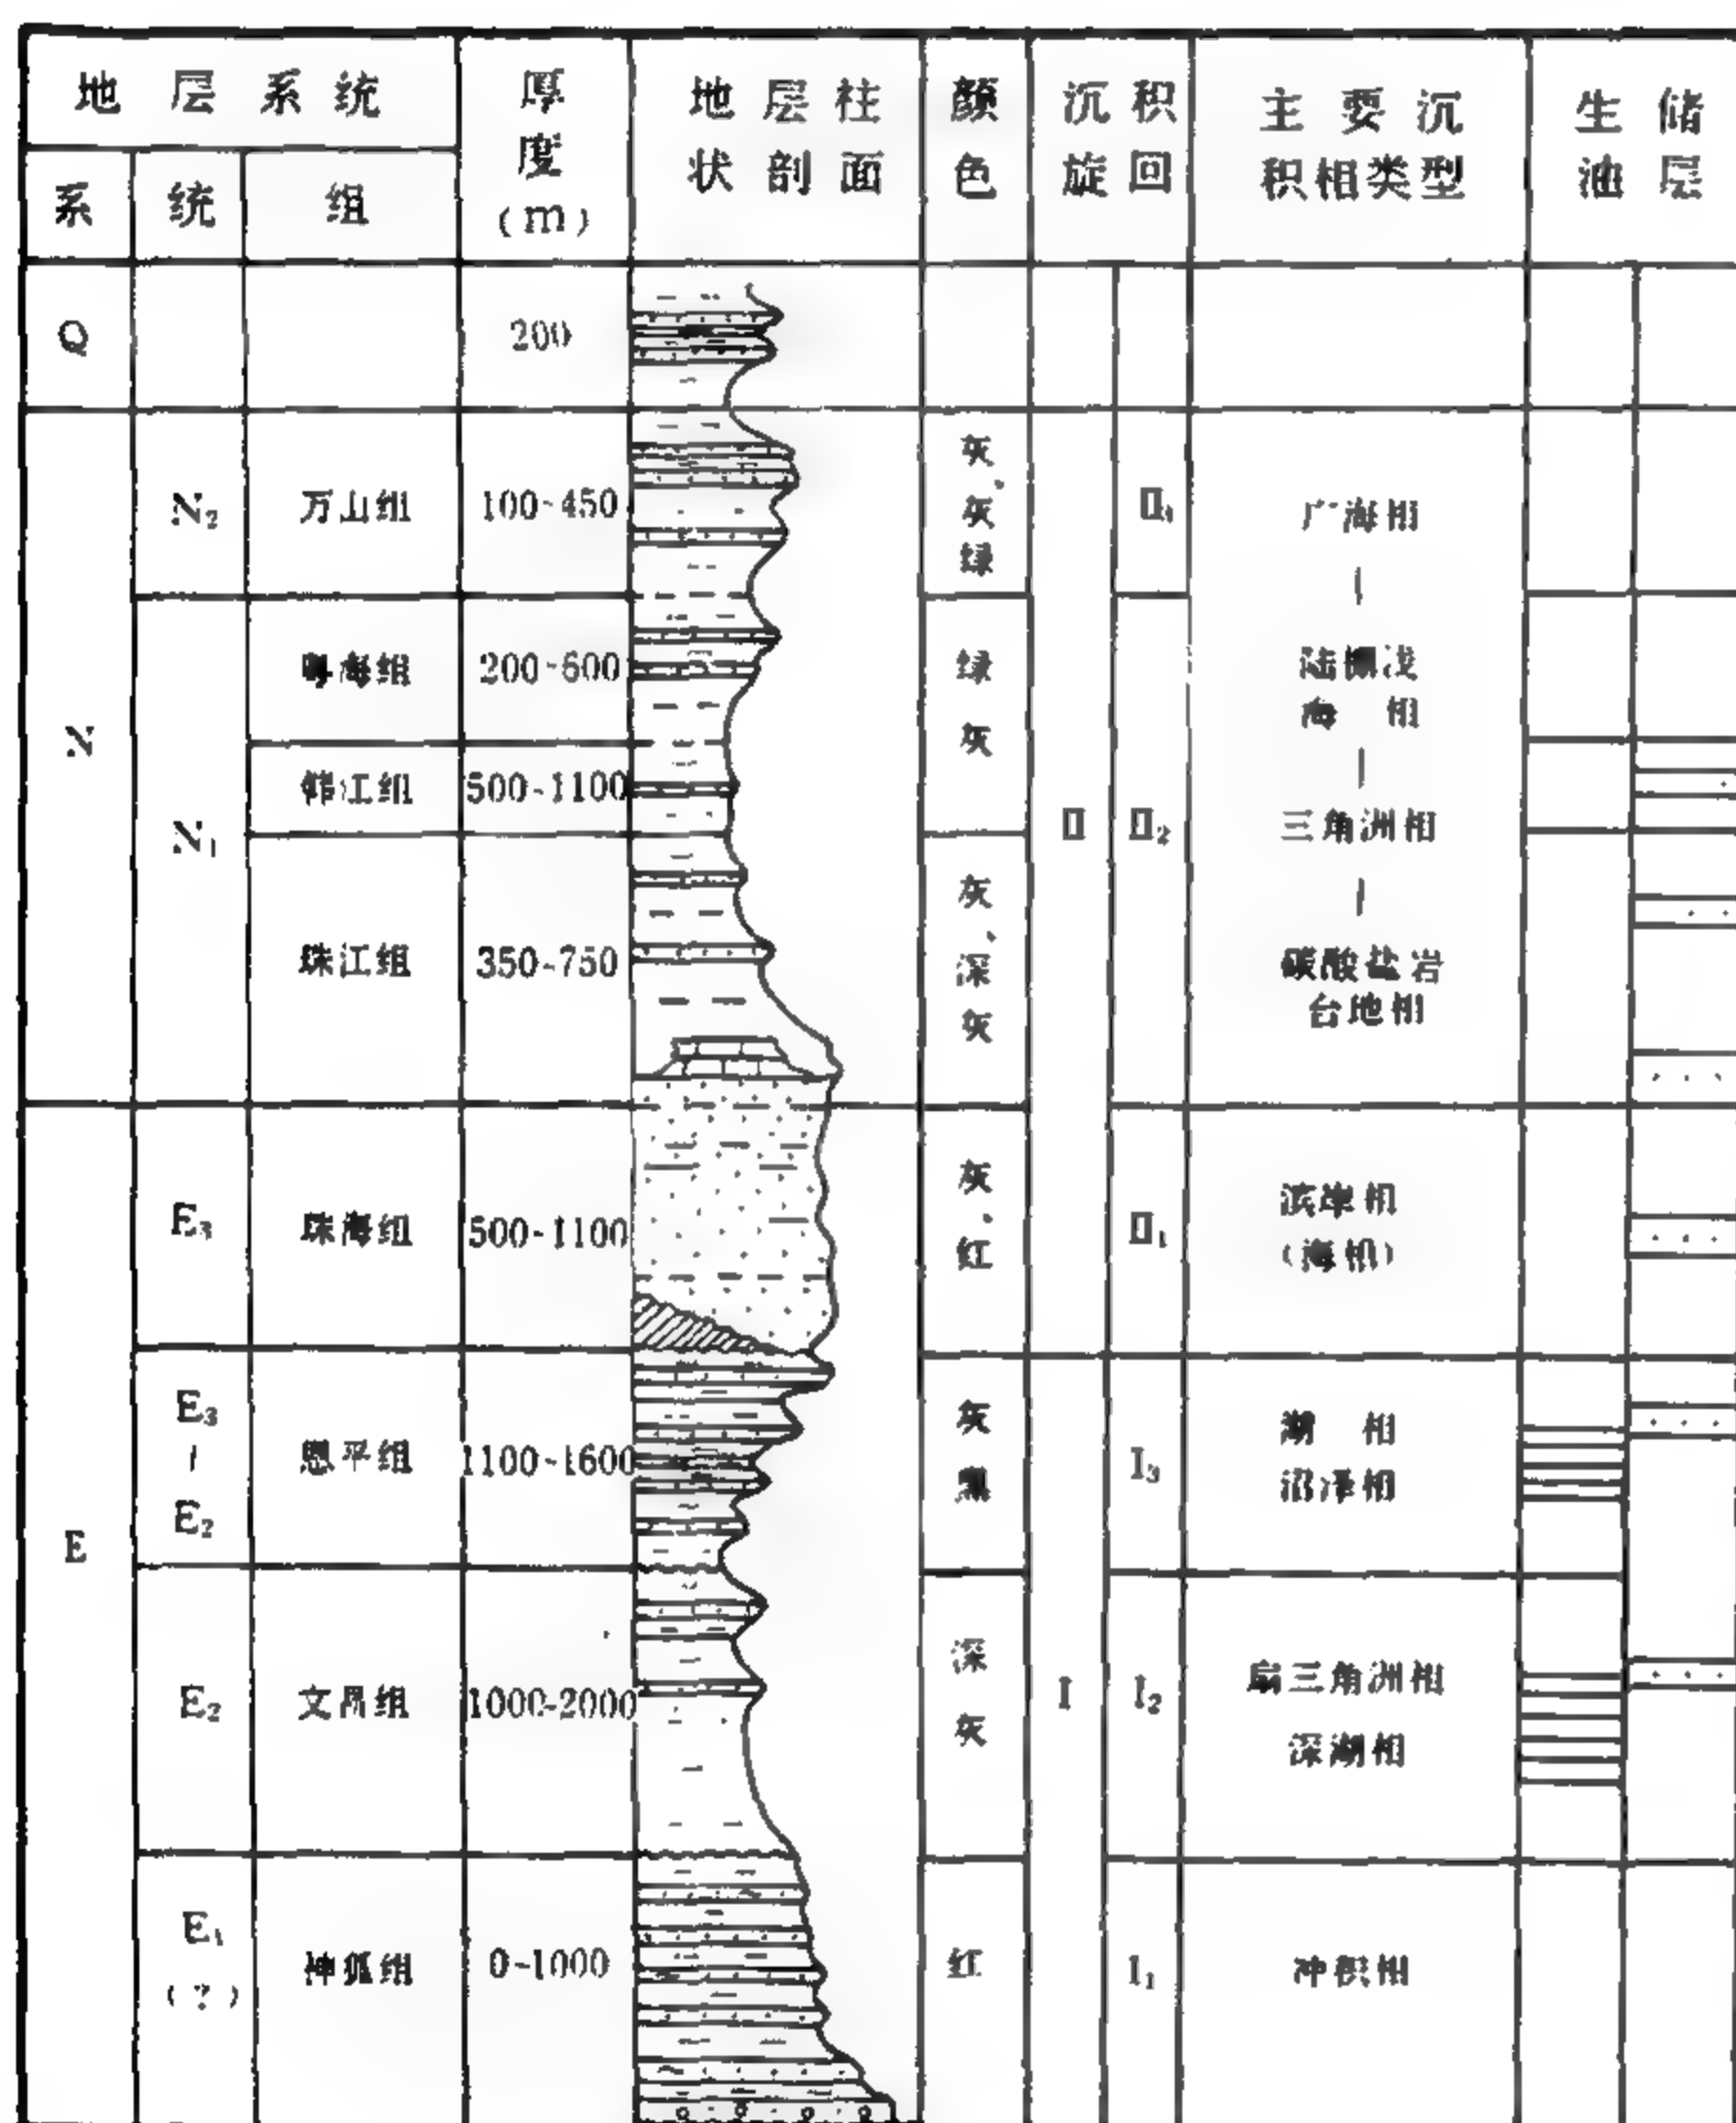 地层系统
厚度(m)
地层柱状剖面
颜色
沉积旋回
主要沉积相类型
生油
储层
系
统
组
Q
200
N
N₂
万山组
100-450
灰、灰绿
广海相
N₁
粤海组
200-600
绿灰
陆棚浅海相
韩江组
500-1100
II
II₂
三角洲相
珠江组
350-750
灰、深灰
碳酸盐岩台地相
E
E₃
珠海组
500-1100
灰、红
II₁
滨岸相
(海相)
E₃-E₂
恩平组
1100-1600
灰黑
I₃
湖相
沼泽相
E₂
文昌组
1000-2000
深灰
I
I₂
扇三角洲相
深湖相
E₁
(?)
神狐组
0-1000
红
I₁
冲积相